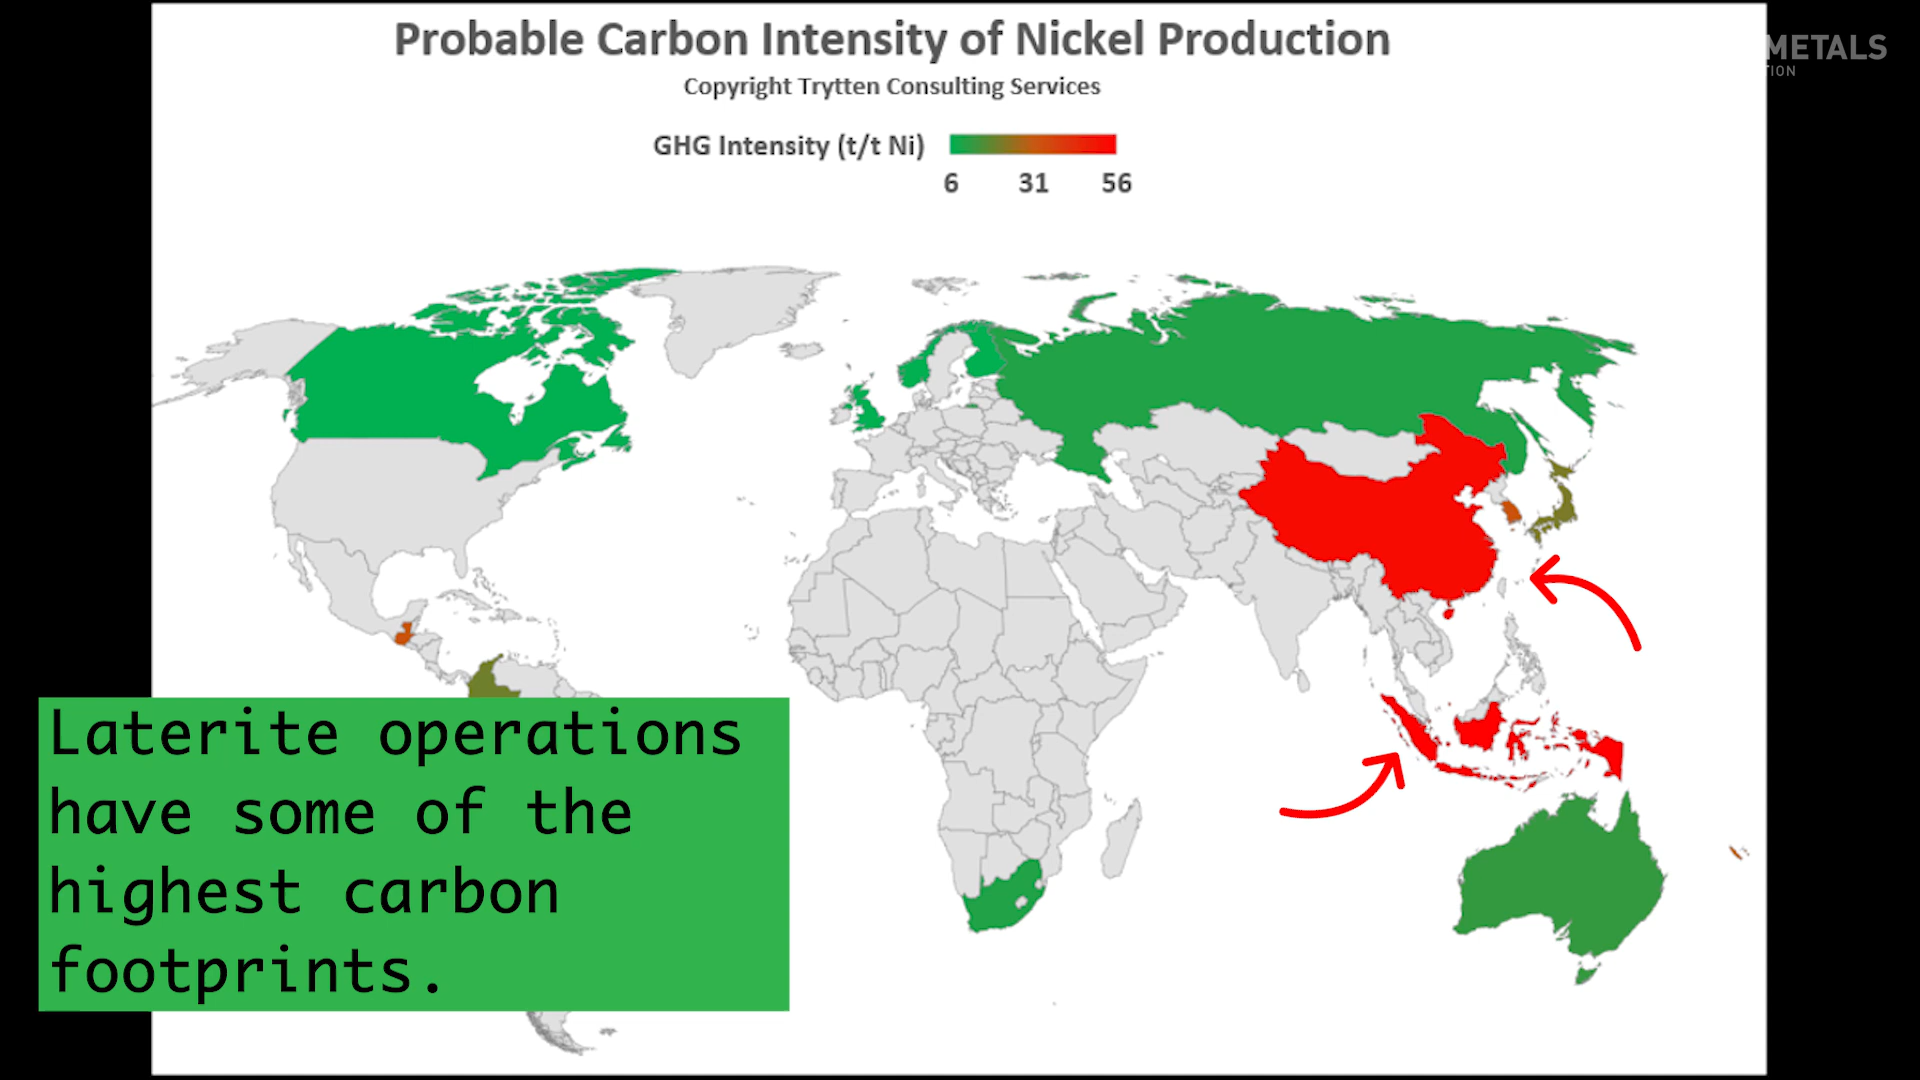 Probable Carbon Intensity of Nickel Production
METALS
TION
Copyright Trytten Consulting Services
GHG Intensity (t/t Ni)
6 31 56
Laterite operations
have some of the
highest carbon
footprints.